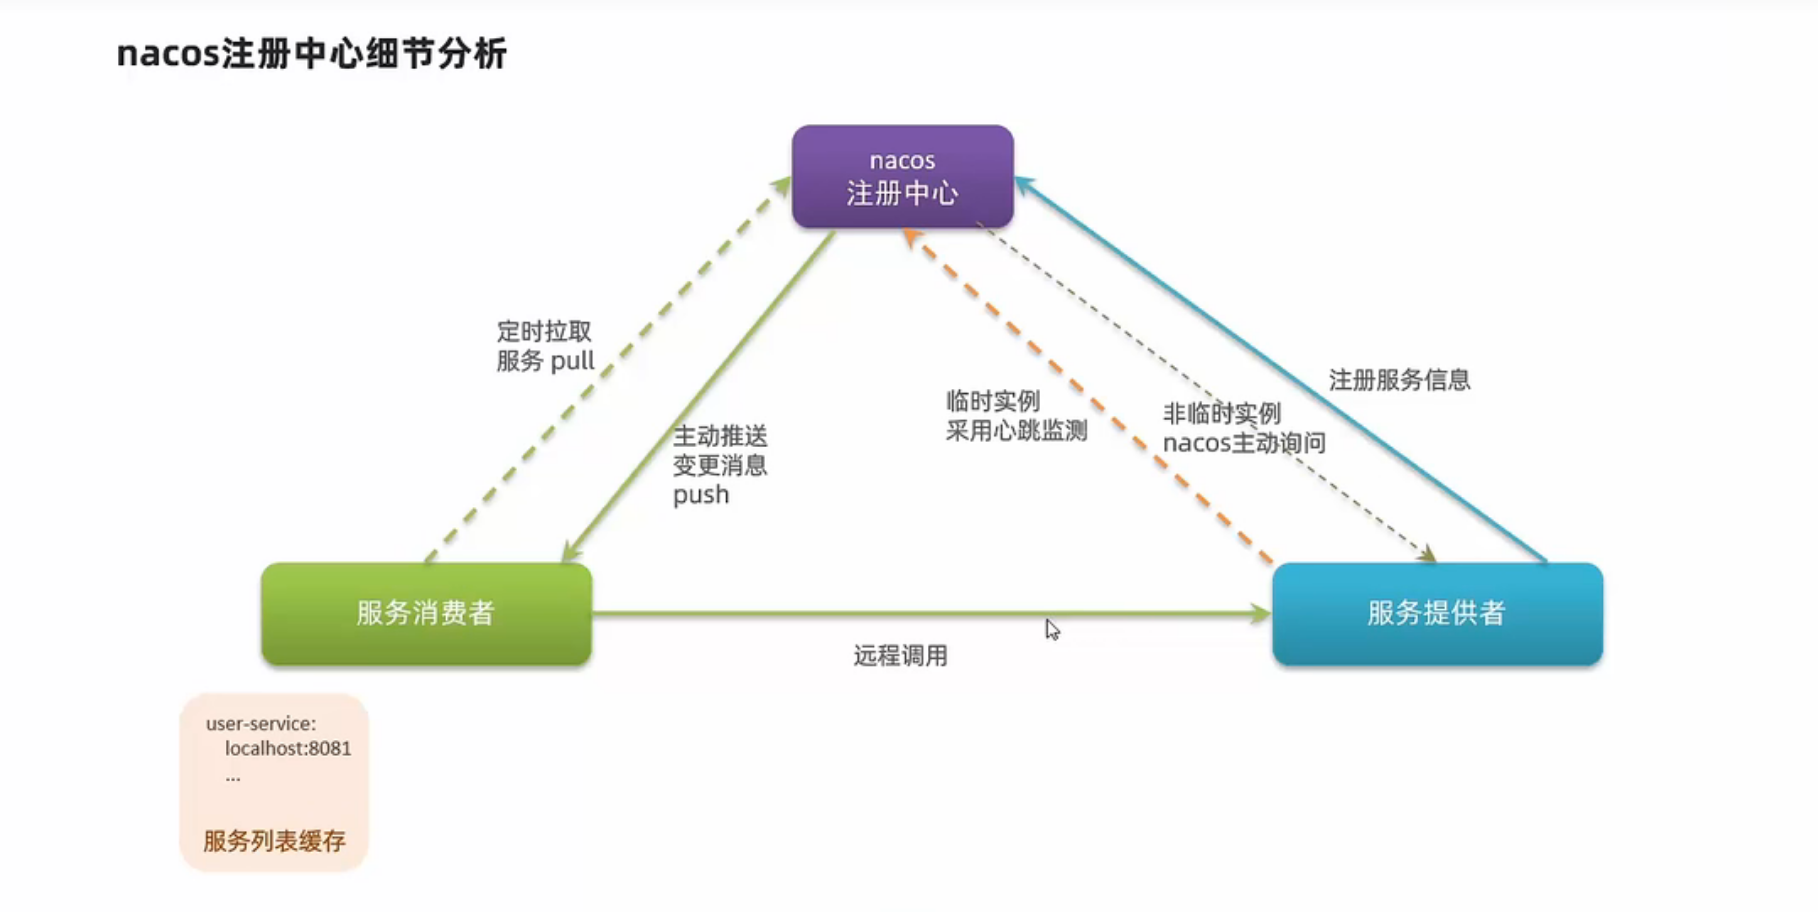 nacos注册中心细节分析
nacos
注册中心
定时拉取
服务 pull
主动推送
变更消息
push
临时实例
采用心跳监测
非临时实例
nacos主动询问
注册服务信息
服务消费者
服务提供者
远程调用
user-service:
localhost:8081
...
服务列表缓存